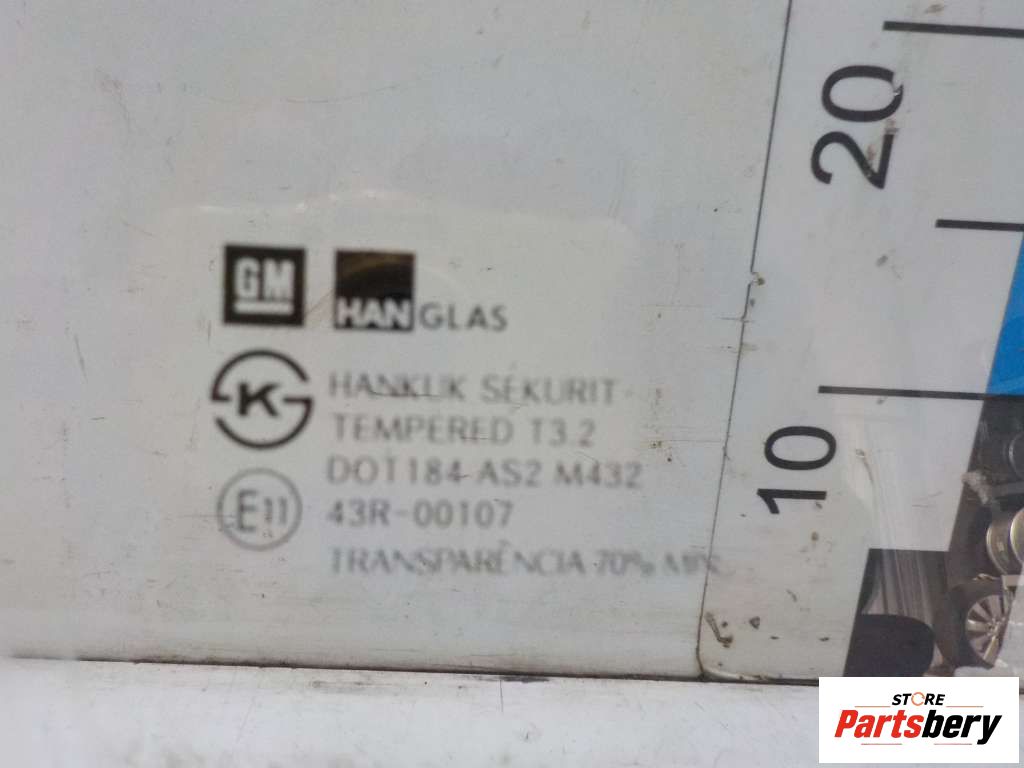 20
GM
HANGLAS
K
HANKUK SEKURIT
TEMPERED T3.2
DOT184 AS2 M432
E11
43R-00107
TRANSPARÊNCIA 70% MIN
10
STORE
Partsbery